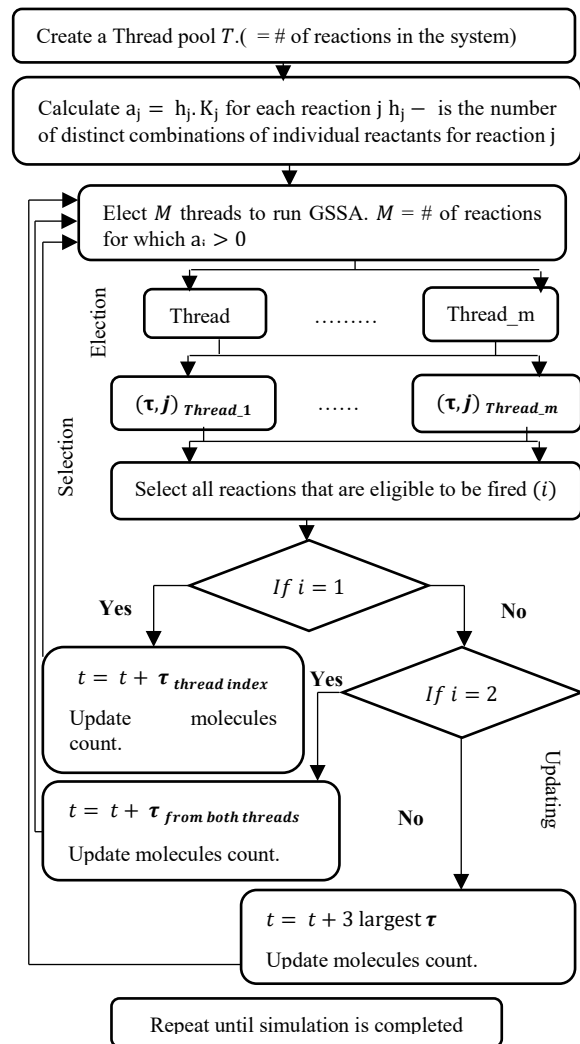 Create a Thread pool T.( = # of reactions in the system)
Calculate aⱼ = hⱼ. Kⱼ for each reaction j hⱼ − is the number
of distinct combinations of individual reactants for reaction j
Elect M threads to run GSSA. M = # of reactions
for which aᵢ > 0
Election
Thread ......... Thread_m
(τ, j) Thread_1 ...... (τ, j) Thread_m
Selection
Select all reactions that are eligible to be fired (i)
If i = 1
Yes
No
t = t + τ thread index
Update molecules
count.
Yes
If i = 2
Updating
t = t + τ from both threads
Update molecules count.
No
t = t + 3 largest τ
Update molecules count.
Repeat until simulation is completed